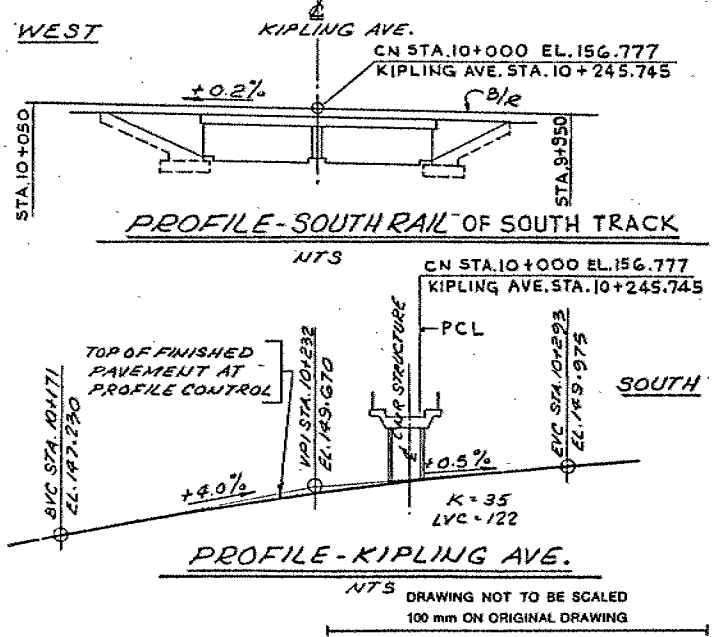 WEST
℄
KIPLING AVE.
CN STA.10+000 EL.156.777
KIPLING AVE. STA. 10+245.745
+0.2%
B/R
STA.10+050
STA.9+950
PROFILE-SOUTH RAIL OF SOUTH TRACK
NTS
CN STA.10+000 EL.156.777
KIPLING AVE. STA.10+245.745
PCL
TOP OF FINISHED
PAVEMENT AT
PROFILE CONTROL
BVC STA. 10+171
EL. 147.230
VPI STA. 10+232
EL. 149.670
℄ CNR STRUCTURE
EVC STA. 10+293
EL. 149.975
SOUTH
+4.0%
+0.5%
K=35
LVC=122
PROFILE-KIPLING AVE.
NTS
DRAWING NOT TO BE SCALED
100 mm ON ORIGINAL DRAWING